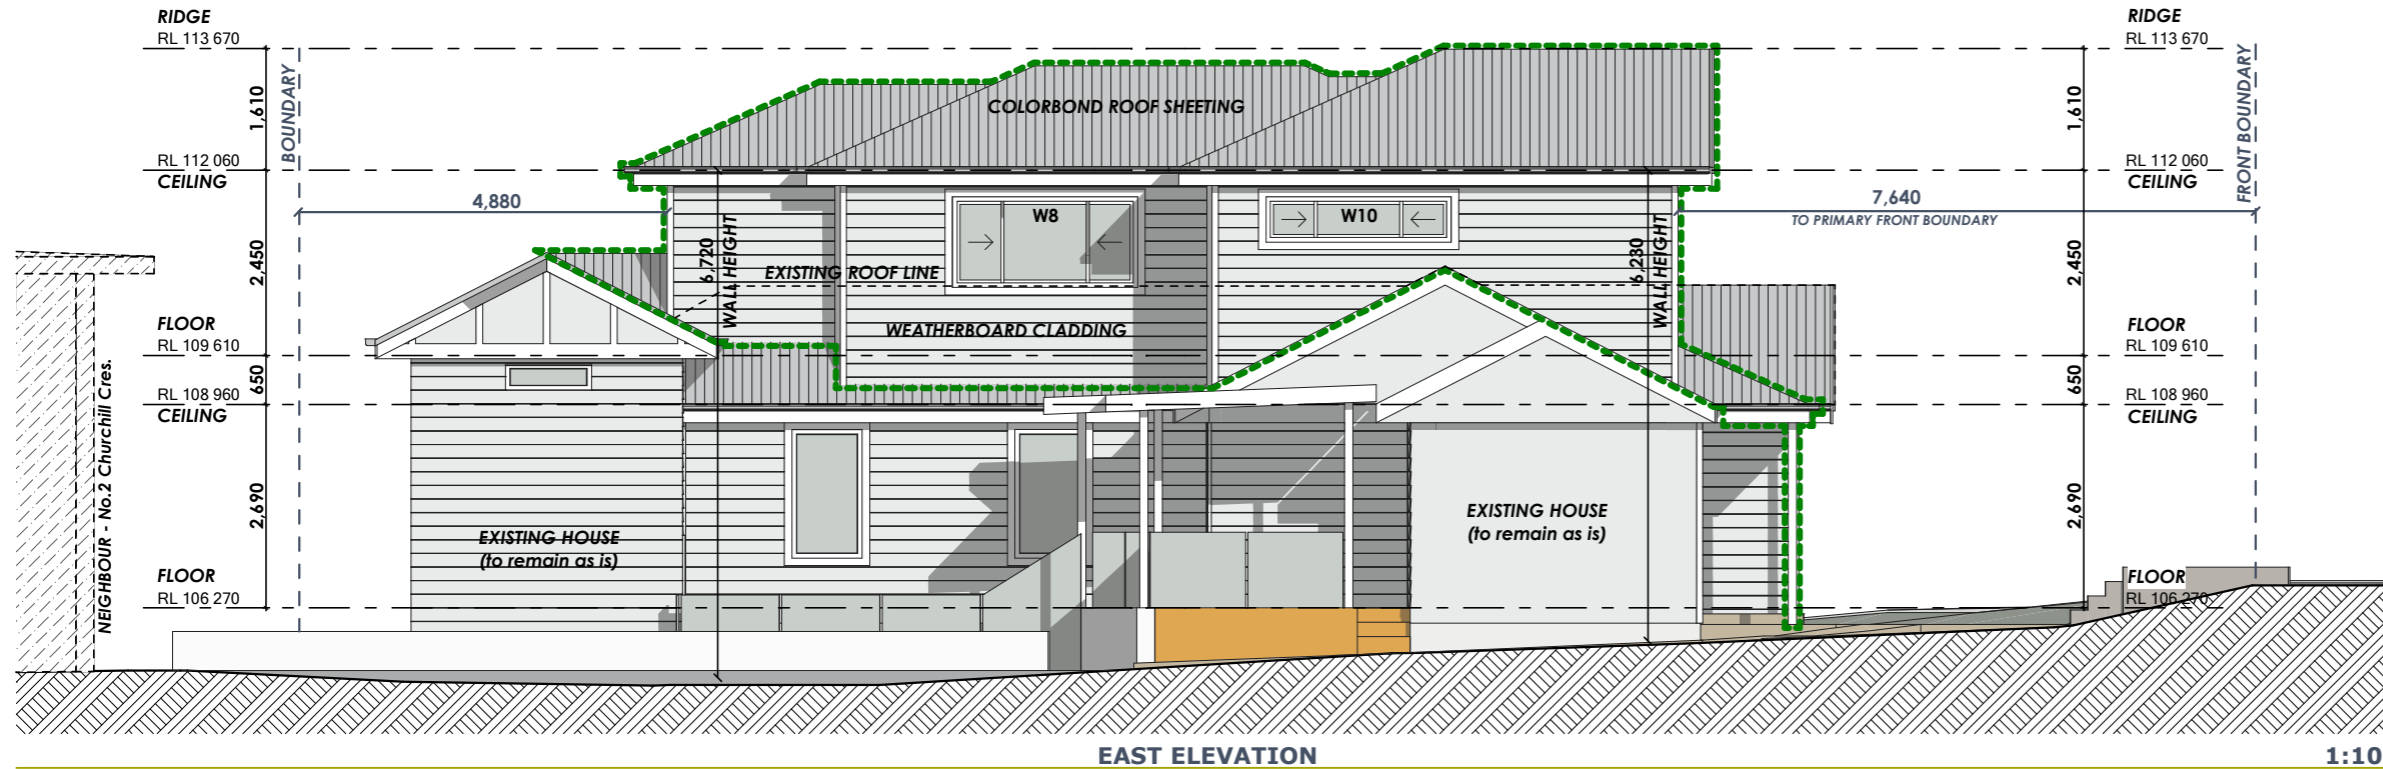 RIDGE
RL 113 670
RIDGE
RL 113 670
BOUNDARY
FRONT BOUNDARY
1,610
1,610
COLORBOND ROOF SHEETING
RL 112 060
CEILING
RL 112 060
CEILING
4,880
7,640
TO PRIMARY FRONT BOUNDARY
W8
W10
2,450
6,720
WALL HEIGHT
6,230
WALL HEIGHT
2,450
EXISTING ROOF LINE
WEATHERBOARD CLADDING
FLOOR
RL 109 610
FLOOR
RL 109 610
650
650
RL 108 960
CEILING
RL 108 960
CEILING
NEIGHBOUR - No.2 Churchill Cres.
2,690
2,690
EXISTING HOUSE
(to remain as is)
EXISTING HOUSE
(to remain as is)
FLOOR
RL 106 270
FLOOR
RL 106 270
EAST ELEVATION
1:10